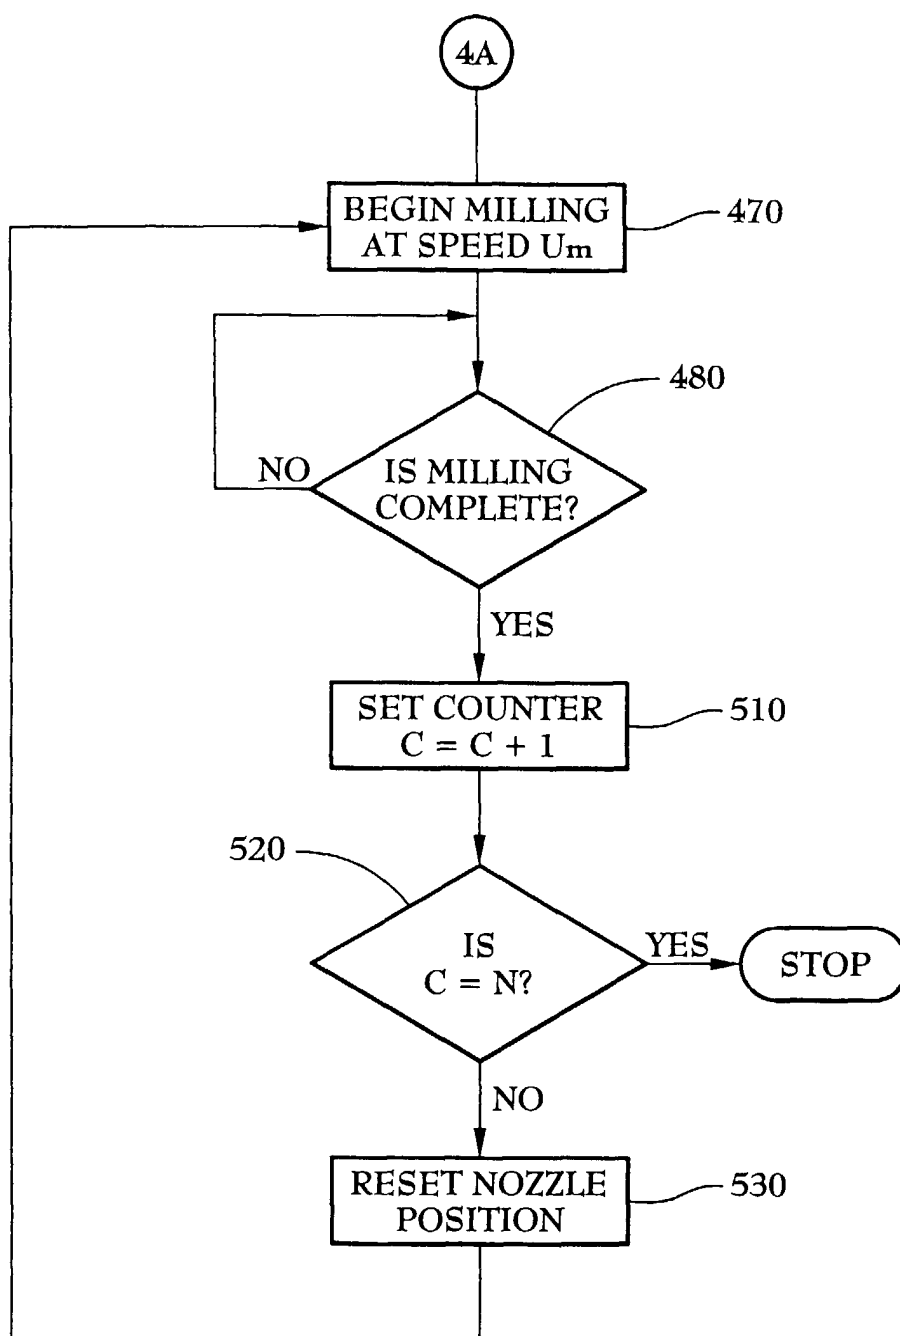 4A
BEGIN MILLING
AT SPEED Um
470
480
NO
IS MILLING
COMPLETE?
YES
SET COUNTER
C = C + 1
510
520
IS
C = N?
YES
STOP
NO
RESET NOZZLE
POSITION
530